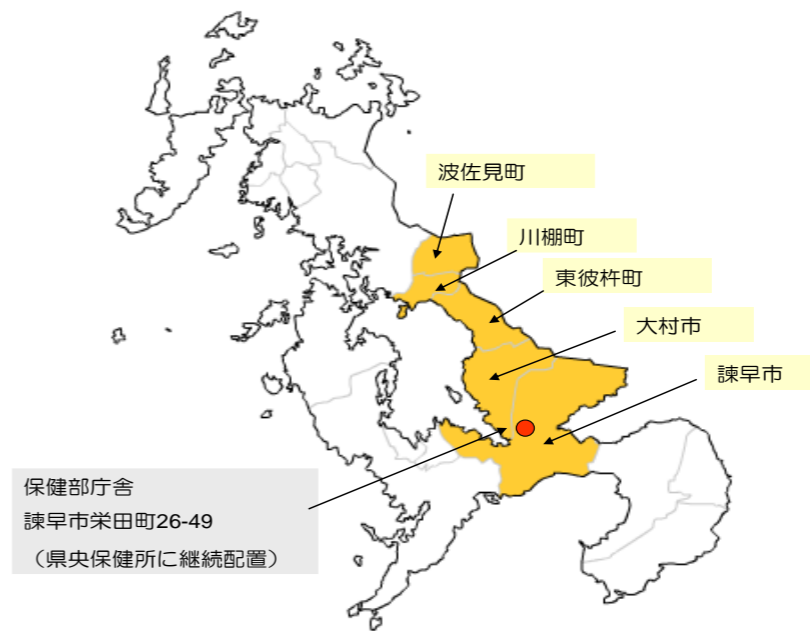 波佐見町
川棚町
東彼杵町
大村市
諫早市
保健部庁舎
諫早市栄田町26-49
（県央保健所に継続配置）